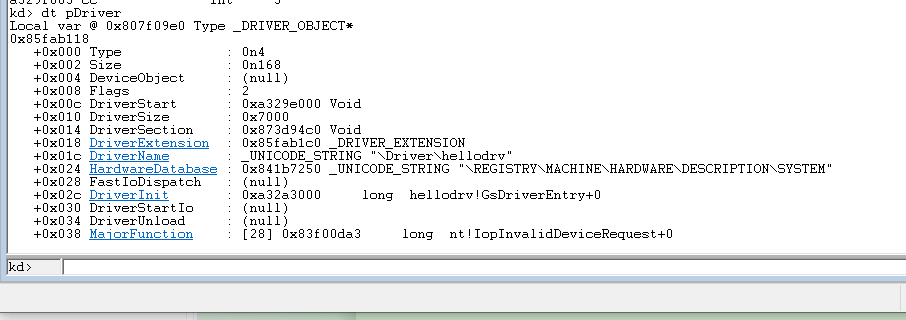 kd> dt pDriver
Local var @ 0x807f09e0 Type _DRIVER_OBJECT*
0x85fab118
+0x000 Type : 0n4
+0x002 Size : 0n168
+0x004 DeviceObject : (null)
+0x008 Flags : 2
+0x00c DriverStart : 0xa329e000 Void
+0x010 DriverSize : 0x7000
+0x014 DriverSection : 0x873d94c0 Void
+0x018 DriverExtension : 0x85fab1c0 _DRIVER_EXTENSION
+0x01c DriverName : _UNICODE_STRING "\Driver\hellodrv"
+0x024 HardwareDatabase : 0x841b7250 _UNICODE_STRING "\REGISTRY\MACHINE\HARDWARE\DESCRIPTION\SYSTEM"
+0x028 FastIoDispatch : (null)
+0x02c DriverInit : 0xa32a3000 long hellodrv!GsDriverEntry+0
+0x030 DriverStartIo : (null)
+0x034 DriverUnload : (null)
+0x038 MajorFunction : [28] 0x83f00da3 long nt!IopInvalidDeviceRequest+0
kd>